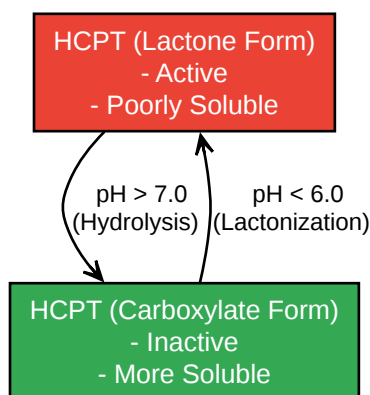 HCPT (Lactone Form)
- Active
- Poorly Soluble
pH > 7.0
(Hydrolysis)
pH < 6.0
(Lactonization)
HCPT (Carboxylate Form)
- Inactive
- More Soluble